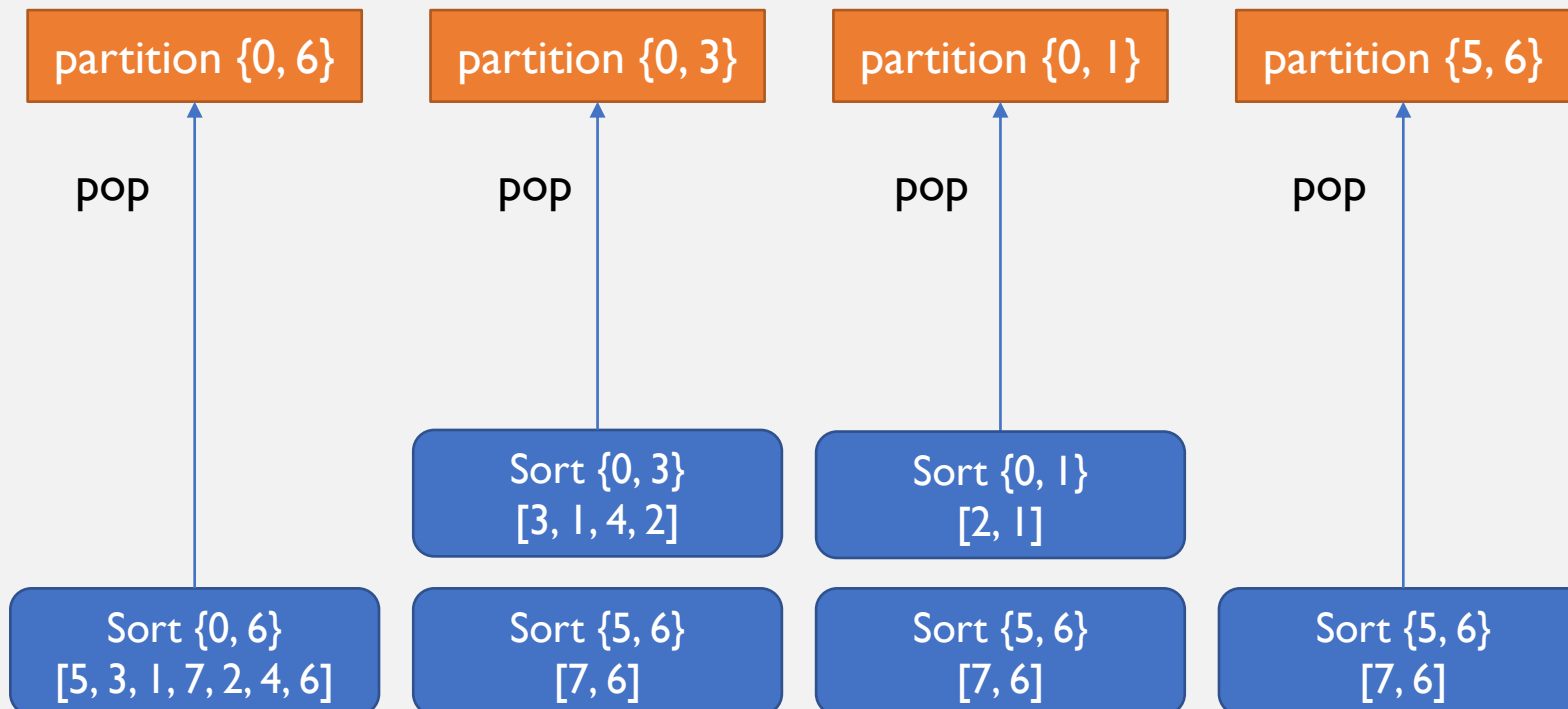 partition {0, 6}
partition {0, 3}
partition {0, 1}
partition {5, 6}
pop
pop
pop
pop
Sort {0, 3}
[3, 1, 4, 2]
Sort {0, 1}
[2, 1]
Sort {0, 6}
[5, 3, 1, 7, 2, 4, 6]
Sort {5, 6}
[7, 6]
Sort {5, 6}
[7, 6]
Sort {5, 6}
[7, 6]